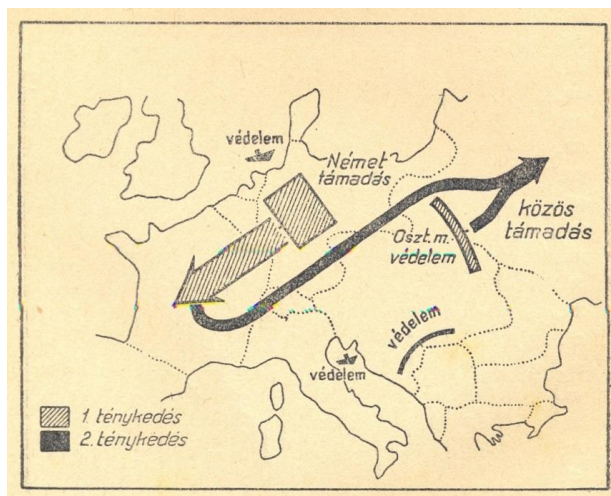 védelem
Német
támadás
közös
támadás
Oszt.m.
védelem
védelem
védelem
1. ténykedés
2. ténykedés